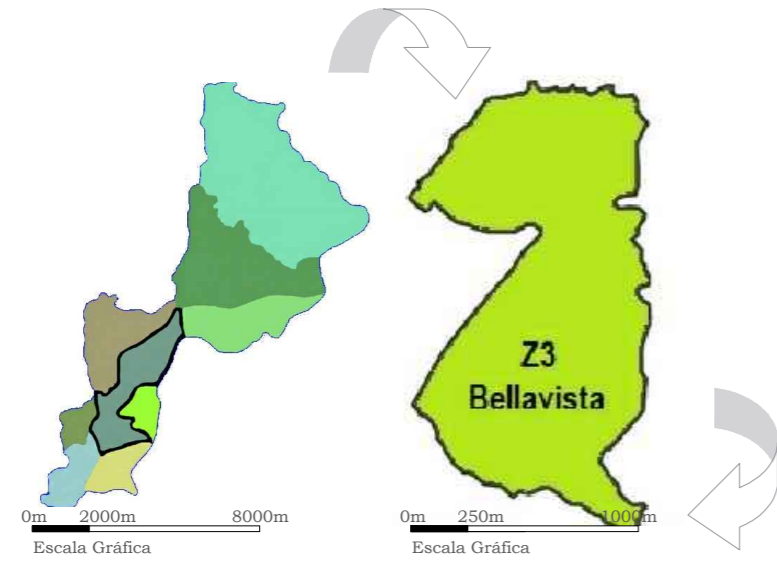 Z3
Bellavista
0m 2000m 8000m
Escala Gráfica
0m 250m 1000m
Escala Gráfica